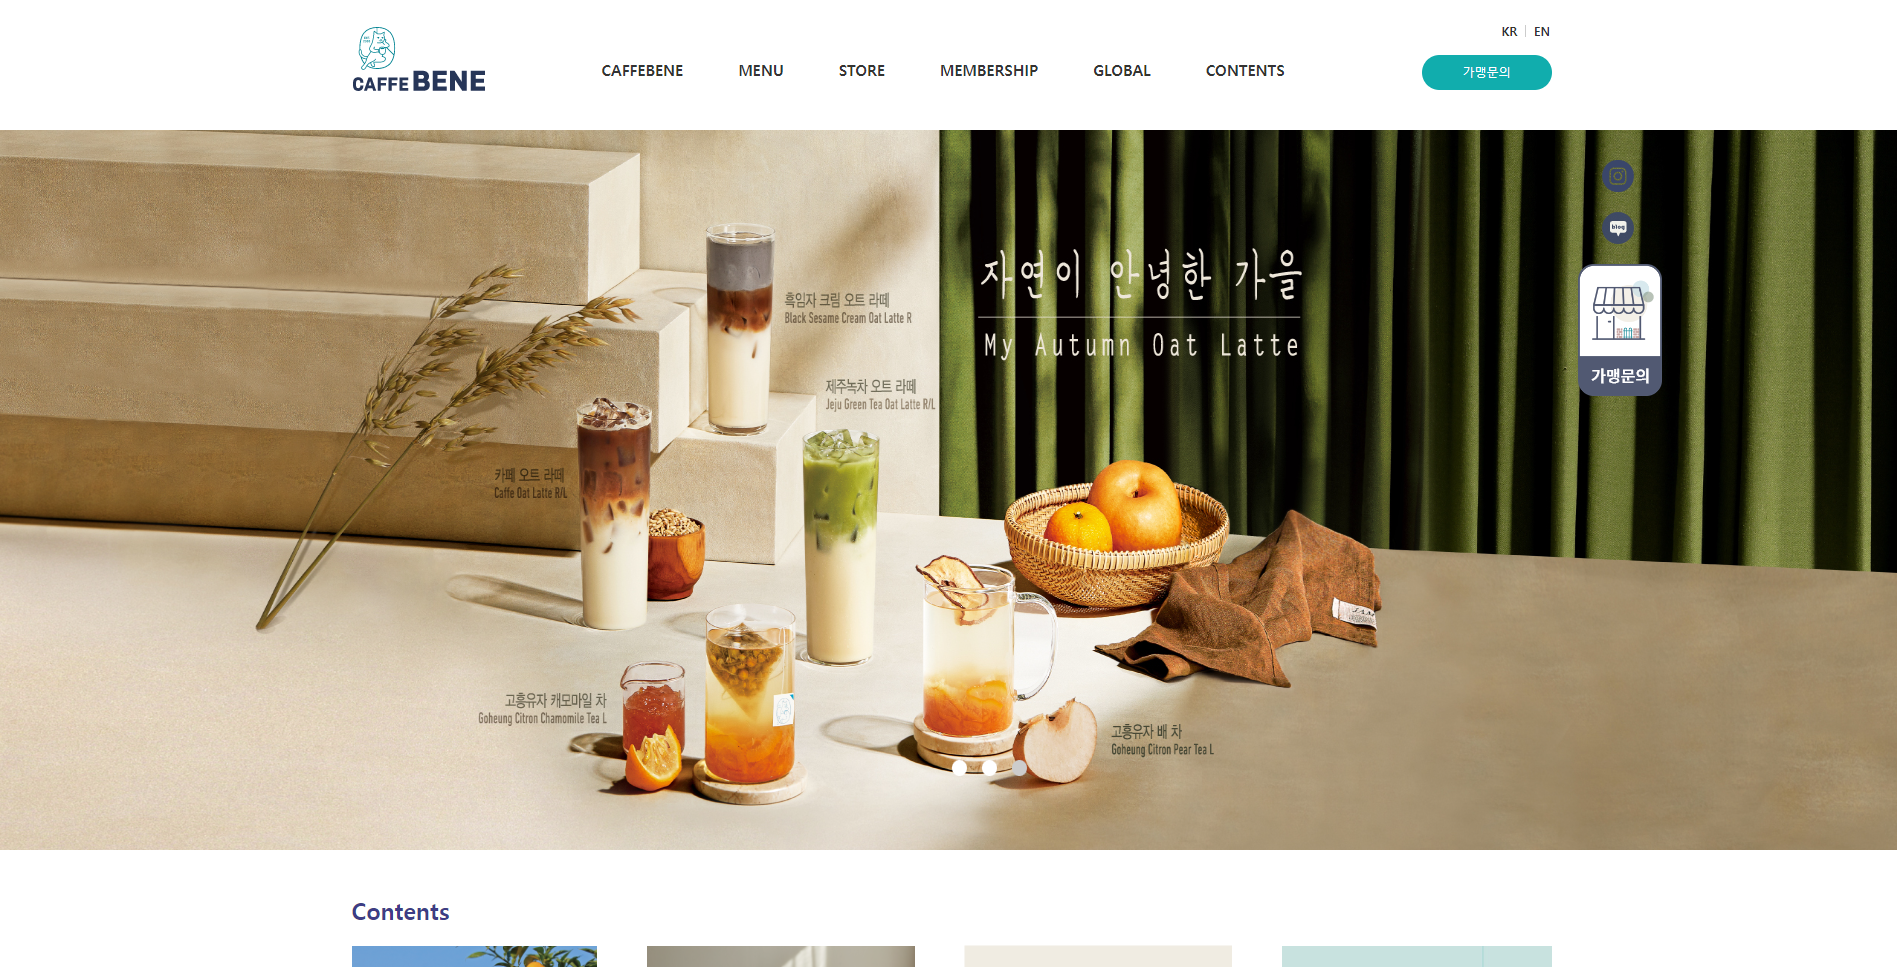 KR EN
CAFFE BENE
CAFFEBENE MENU STORE MEMBERSHIP GLOBAL CONTENTS
가맹문의
blog
자연이 안녕한 가을
My Autumn Oat Latte
흑임자 크림 오트 라떼
Black Sesame Cream Oat Latte R
가맹문의
제주녹차 오트 라떼
Jeju Green Tea Oat Latte R/L
카페 오트 라떼
Caffe Oat Latte R/L
고흥유자 캐모마일 차
Goheung Citron Chamomile Tea L
고흥유자 배 차
Goheung Citron Pear Tea L
Contents